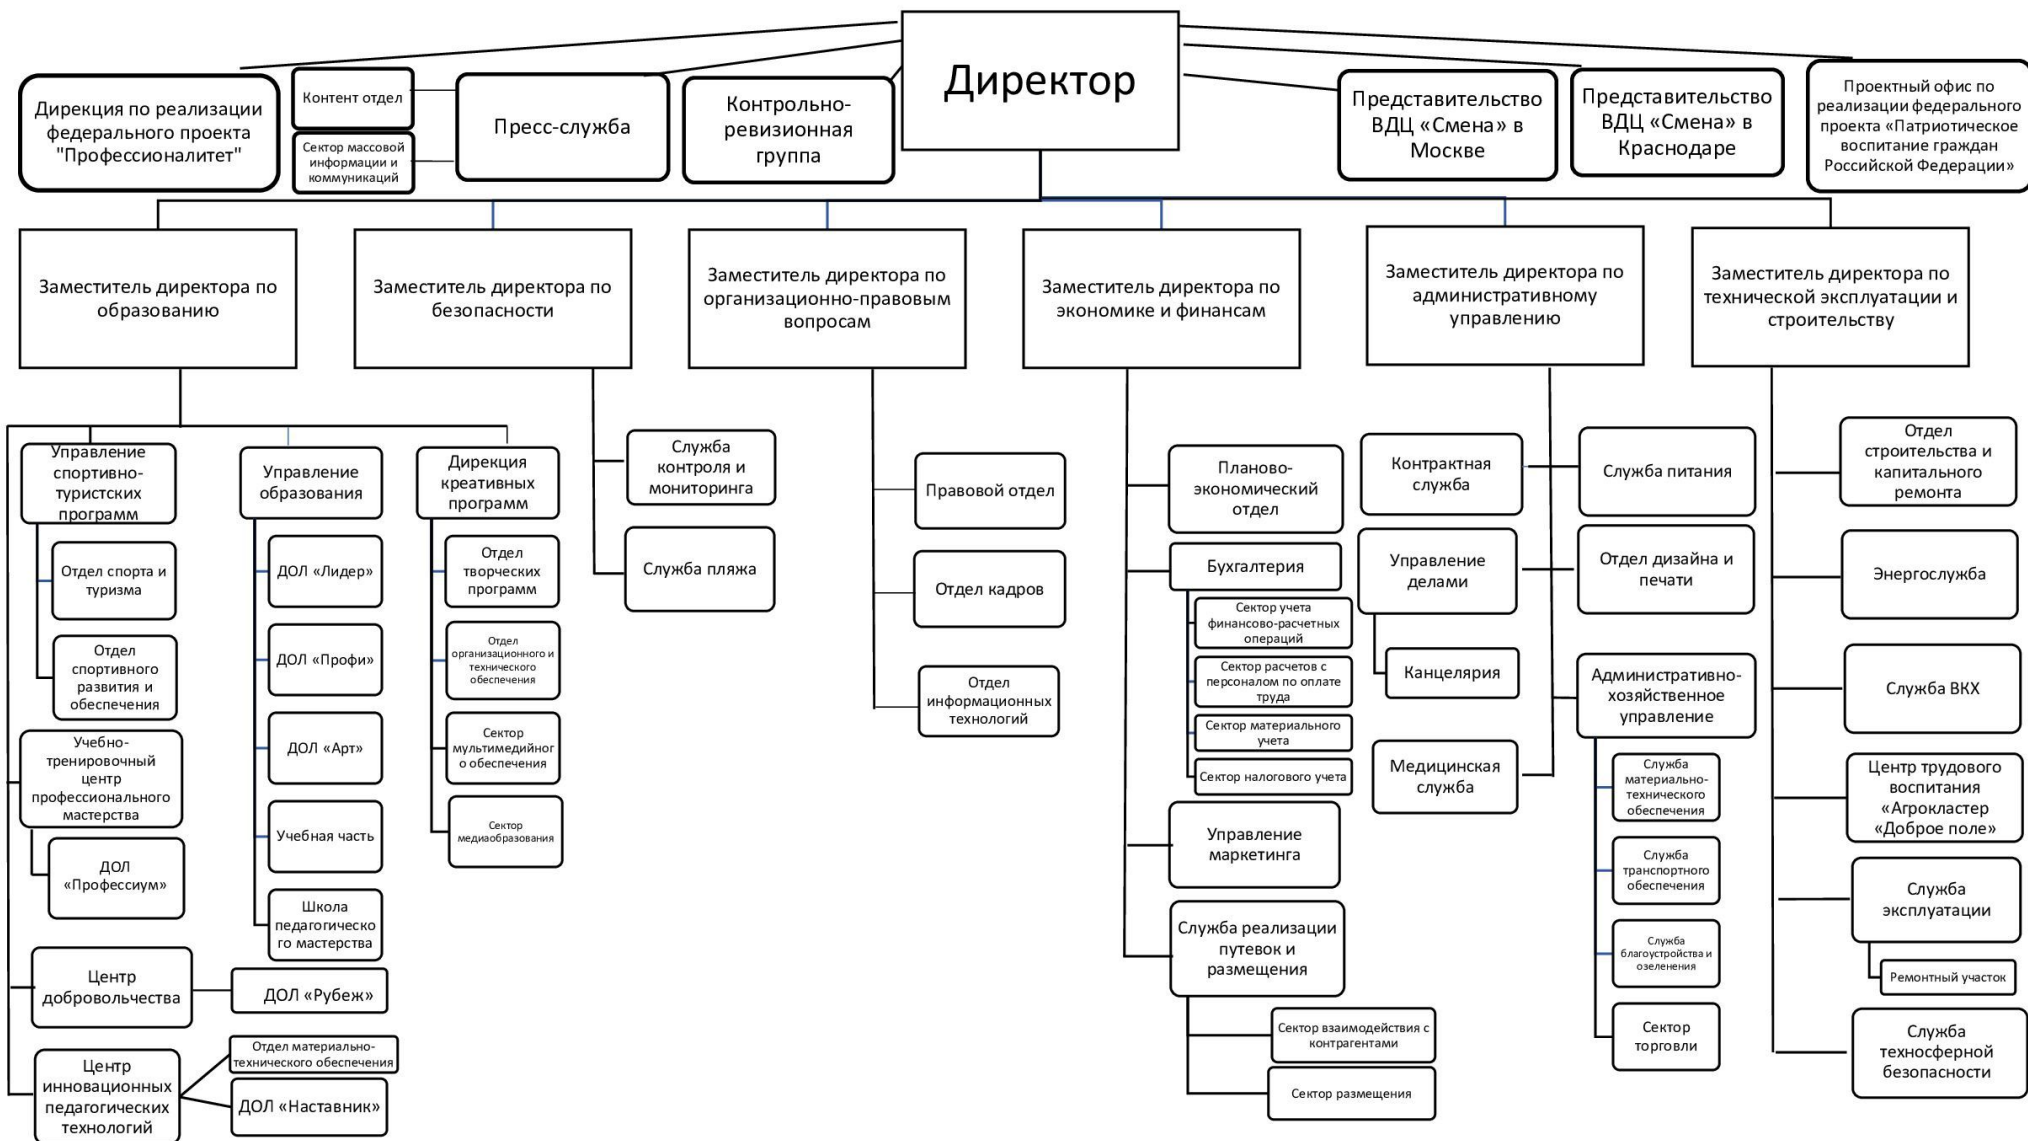 Директор
Дирекция по реализации
федерального проекта
"Профессионалитет"
Контент отдел
Сектор массовой
информации и
коммуникаций
Пресс-служба
Контрольно-
ревизионная
группа
Представительство
ВДЦ «Смена» в
Москве
Представительство
ВДЦ «Смена» в
Краснодаре
Проектный офис по
реализации федерального
проекта «Патриотическое
воспитание граждан
Российской Федерации»
Заместитель директора по
образованию
Заместитель директора по
безопасности
Заместитель директора по
организационно-правовым
вопросам
Заместитель директора по
экономике и финансам
Заместитель директора по
административному
управлению
Заместитель директора по
технической эксплуатации и
строительству
Управление
спортивно-
туристских
программ
Отдел спорта и
туризма
Отдел
спортивного
развития и
обеспечения
Учебно-
тренировочный
центр
профессионального
мастерства
ДОЛ
«Профессиум»
Центр
добровольчества
ДОЛ «Рубеж»
Центр
инновационных
педагогических
технологий
Отдел материально-
технического обеспечения
ДОЛ «Наставник»
Управление
образования
ДОЛ «Лидер»
ДОЛ «Профи»
ДОЛ «Арт»
Учебная часть
Школа
педагогическо
го мастерства
Дирекция
креативных
программ
Отдел
творческих
программ
Отдел
организационного и
технического
обеспечения
Сектор
мультимедийног
о обеспечения
Сектор
медиаобразования
Служба
контроля и
мониторинга
Служба пляжа
Правовой отдел
Отдел кадров
Отдел
информационных
технологий
Планово-
экономический
отдел
Бухгалтерия
Сектор учета
финансово-расчетных
операций
Сектор расчетов с
персоналом по оплате
труда
Сектор материального
учета
Сектор налогового учета
Управление
маркетинга
Служба реализации
путевок и
размещения
Сектор взаимодействия с
контрагентами
Сектор размещения
Контрактная
служба
Управление
делами
Канцелярия
Медицинская
служба
Служба питания
Отдел дизайна и
печати
Административно-
хозяйственное
управление
Служба
материально-
технического
обеспечения
Служба
транспортного
обеспечения
Служба
благоустройства и
озеленения
Сектор
торговли
Отдел
строительства и
капитального
ремонта
Энергослужба
Служба ВКХ
Центр трудового
воспитания
«Агрокластер
«Доброе поле»
Служба
эксплуатации
Ремонтный участок
Служба
техносферной
безопасности